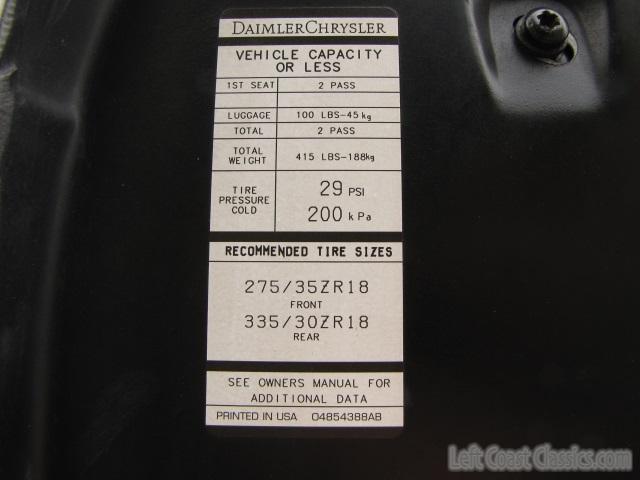 DAIMLERCHRYSLER
VEHICLE CAPACITY
OR LESS
1ST SEAT 2 PASS
LUGGAGE 100 LBS-45kg
TOTAL 2 PASS
TOTAL
WEIGHT 415 LBS-188kg
TIRE
PRESSURE
COLD
29 PSI
200 kPa
RECOMMENDED TIRE SIZES
275/35ZR18
FRONT
335/30ZR18
REAR
SEE OWNERS MANUAL FOR
ADDITIONAL DATA
PRINTED IN USA 04854388AB
Left Coast Classics.com